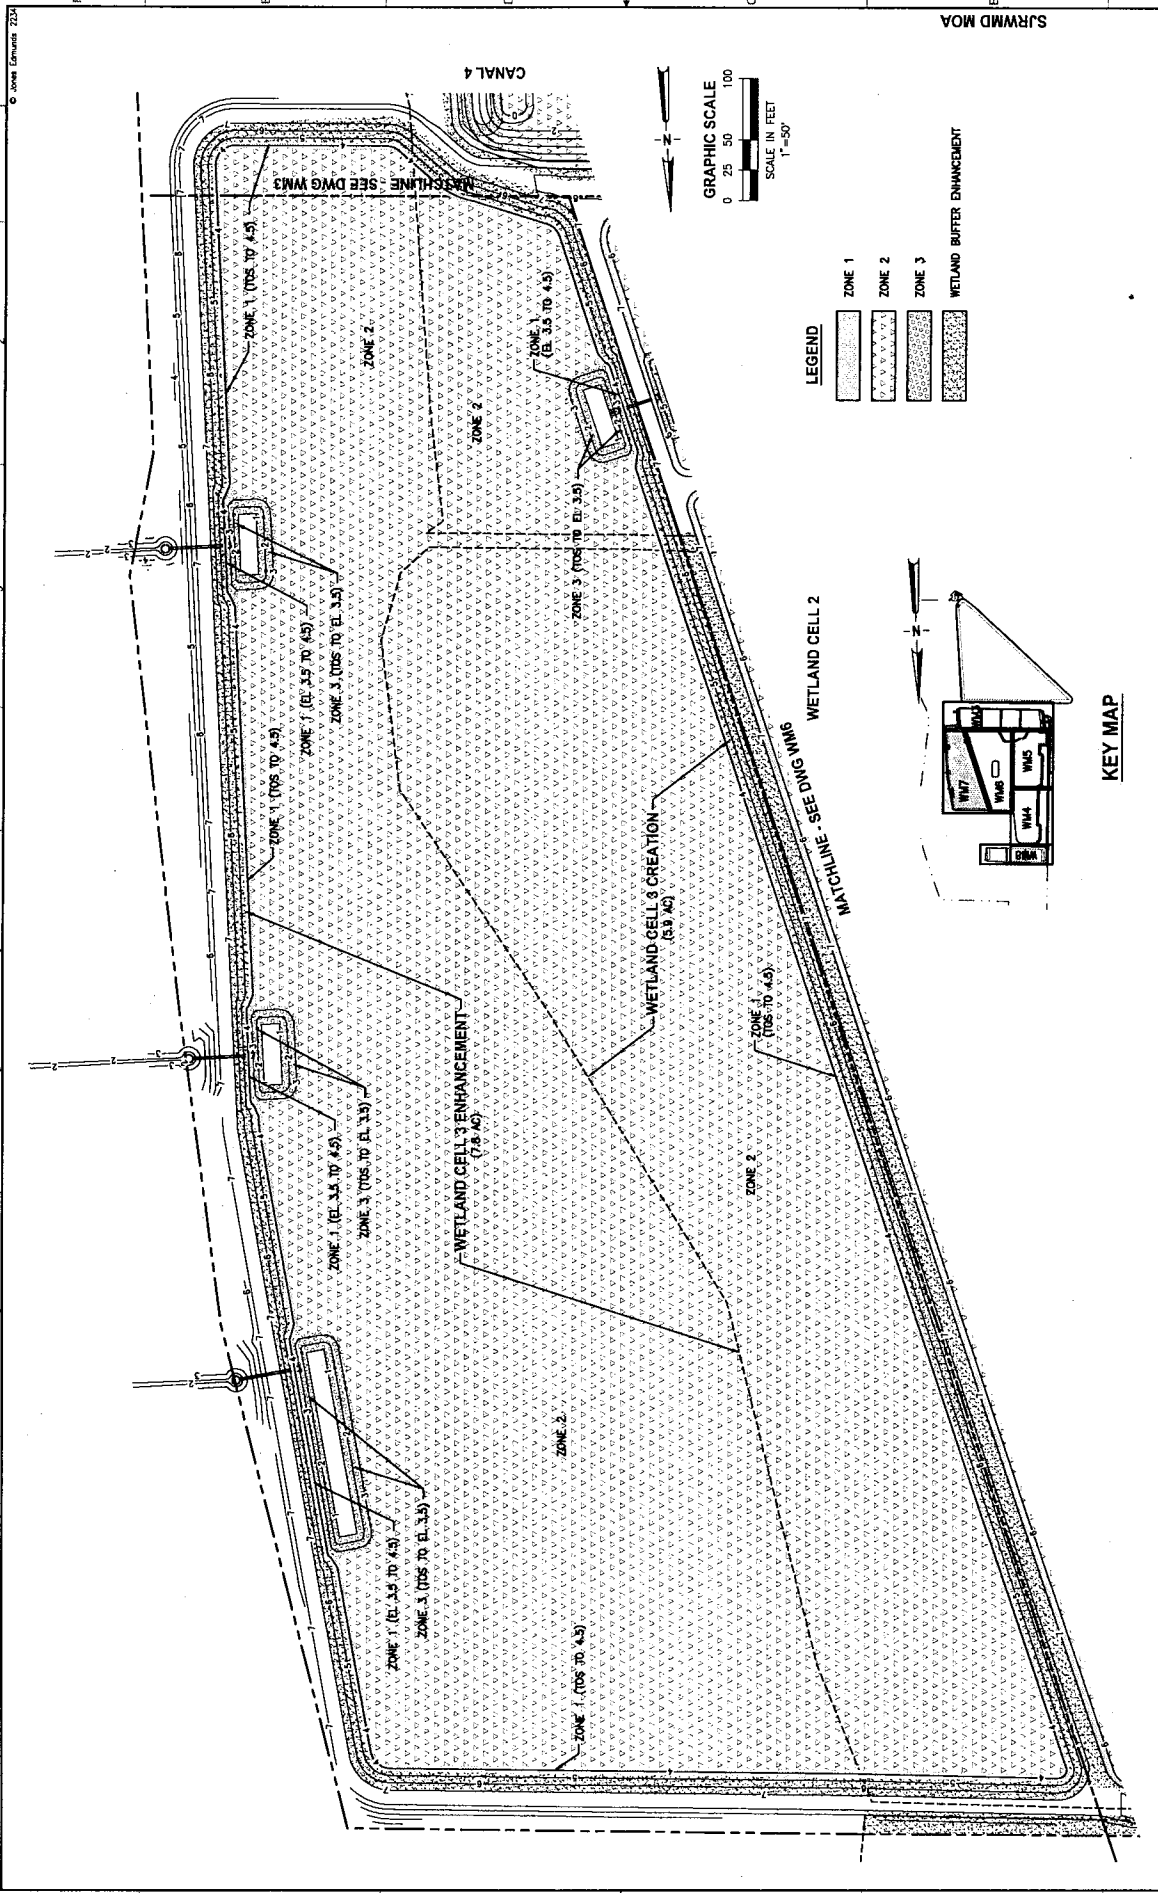 © Jones Edmunds 2234
SJRWMD MOA
CANAL 4
MATCHLINE SEE DWG WM3
N
GRAPHIC SCALE
0 25 50 100
SCALE IN FEET
1"=50'
LEGEND
ZONE 1
ZONE 2
ZONE 3
WETLAND BUFFER ENHANCEMENT
ZONE 1 (TOS TO 4.5)
ZONE 2
ZONE 2
ZONE 1
(EL 3.5 TO 4.5)
ZONE 3 (TOS TO EL 3.5)
ZONE 1 (EL 3.5 TO 4.5)
ZONE 3 (TOS TO EL 3.5)
ZONE 1 (TOS TO 4.5)
WETLAND CELL 3 CREATION
(5.9 AC)
WETLAND CELL 2
MATCHLINE - SEE DWG WM6
ZONE 1
(TOS TO 4.5)
ZONE 2
WETLAND CELL 3 ENHANCEMENT
(7.8 AC)
ZONE 1 (EL 3.5 TO 4.5)
ZONE 3 (TOS TO EL 3.5)
ZONE 2
ZONE 1 (EL 3.5 TO 4.5)
ZONE 3 (TOS TO EL 3.5)
ZONE 1 (TOS TO 4.5)
N
WM3
WM7
WM6
WM5
WM4
KEY MAP